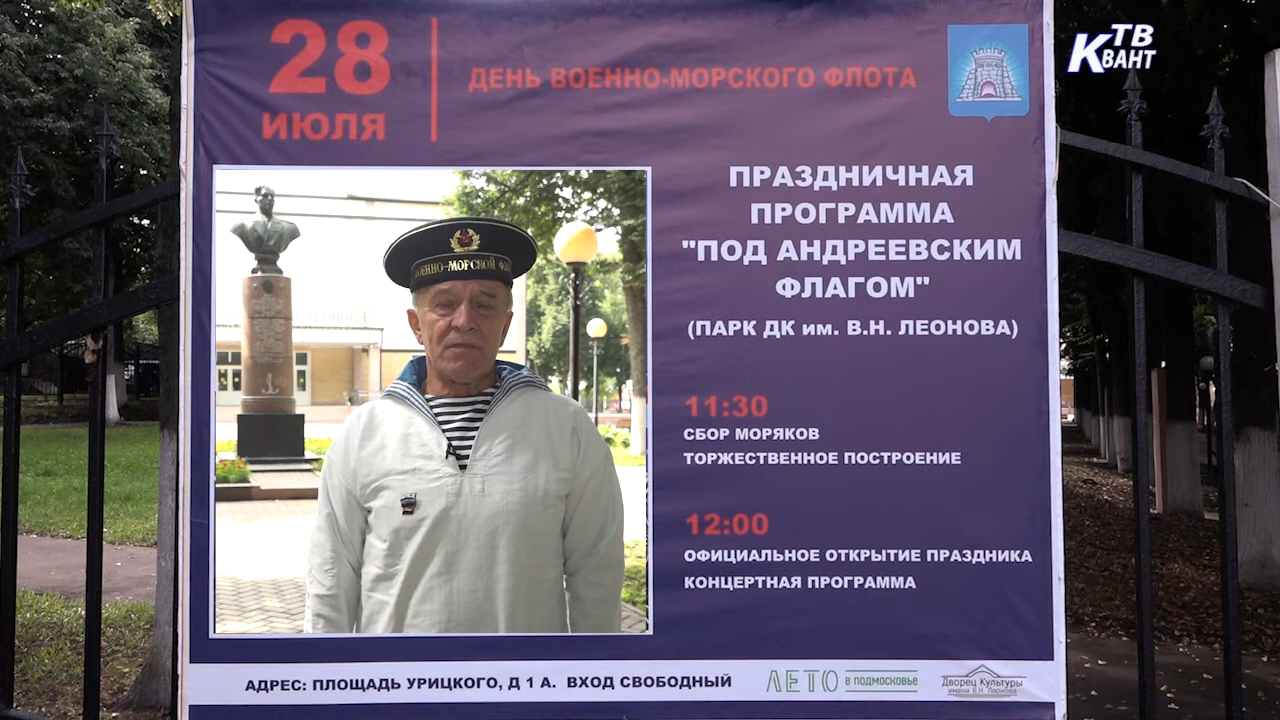 28
ИЮЛЯ
ДЕНЬ ВОЕННО-МОРСКОГО ФЛОТА
КТВ
КВАНТ
ПРАЗДНИЧНАЯ
ПРОГРАММА
"ПОД АНДРЕЕВСКИМ
ФЛАГОМ"
(ПАРК ДК им. В.Н. ЛЕОНОВА)
ВОЕННО-МОРСКОЙ
11:30
СБОР МОРЯКОВ
ТОРЖЕСТВЕННОЕ ПОСТРОЕНИЕ
12:00
ОФИЦИАЛЬНОЕ ОТКРЫТИЕ ПРАЗДНИКА
КОНЦЕРТНАЯ ПРОГРАММА
АДРЕС: ПЛОЩАДЬ УРИЦКОГО, Д 1 А. ВХОД СВОБОДНЫЙ
ЛЕТО В ПОДМОСКОВЬЕ
Дворец Культуры
имени В.Н. Леонова